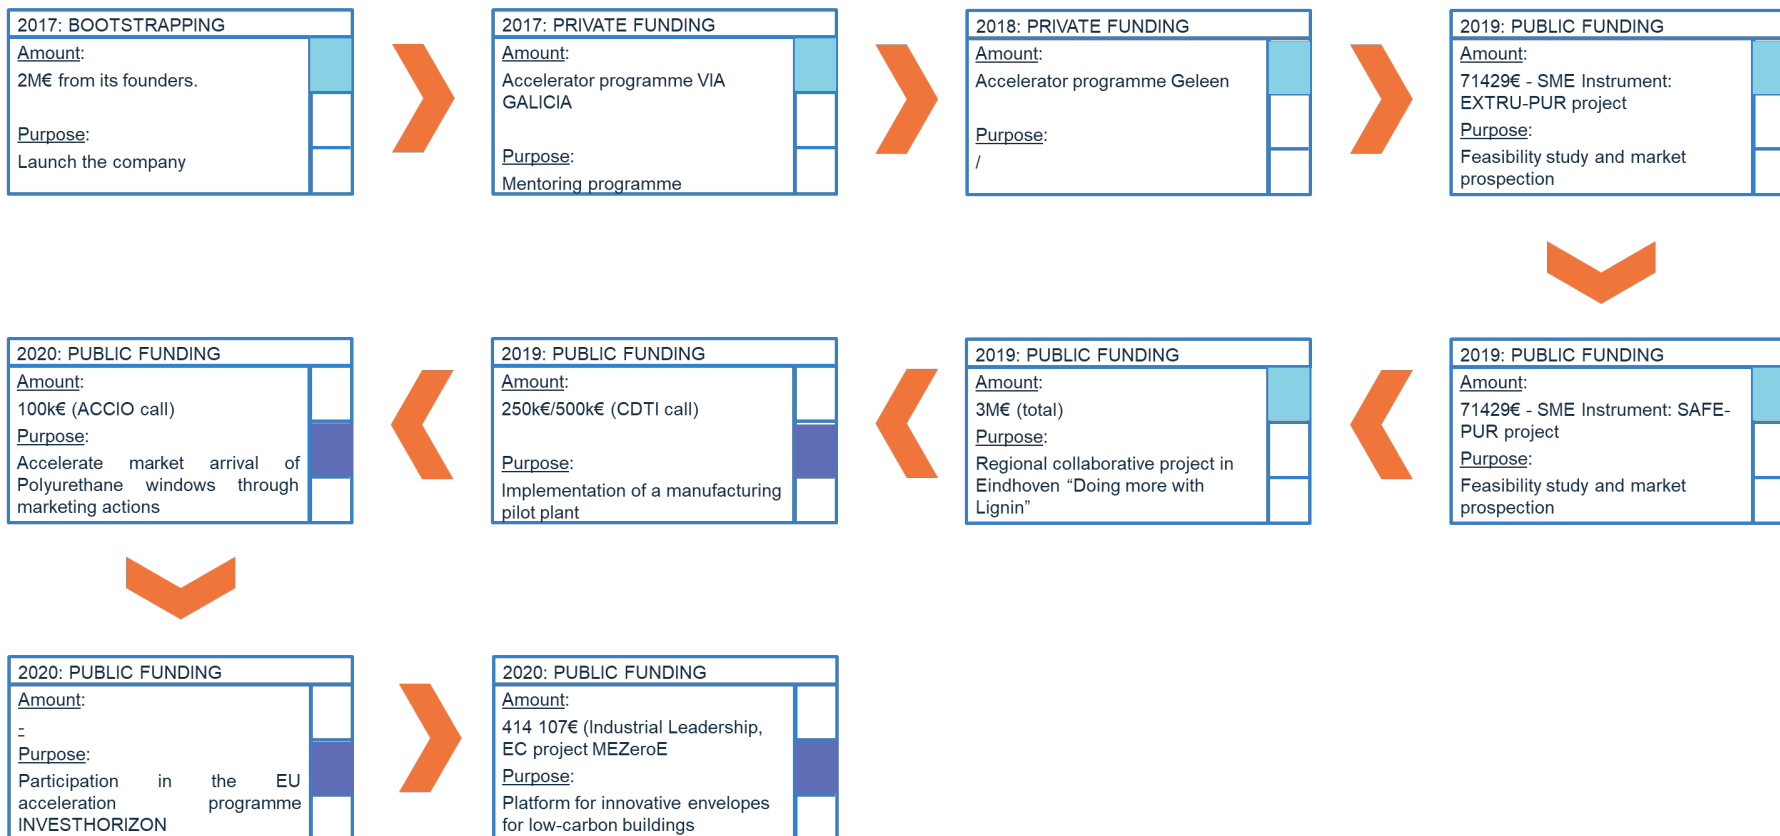 2017: BOOTSTRAPPING
Amount:
2M€ from its founders.
Purpose:
Launch the company
2017: PRIVATE FUNDING
Amount:
Accelerator programme VIA
GALICIA
Purpose:
Mentoring programme
2018: PRIVATE FUNDING
Amount:
Accelerator programme Geleen
Purpose:
/
2019: PUBLIC FUNDING
Amount:
71429€ - SME Instrument:
EXTRU-PUR project
Purpose:
Feasibility study and market
prospection
2019: PUBLIC FUNDING
Amount:
71429€ - SME Instrument: SAFE-
PUR project
Purpose:
Feasibility study and market
prospection
2019: PUBLIC FUNDING
Amount:
3M€ (total)
Purpose:
Regional collaborative project in
Eindhoven “Doing more with
Lignin”
2019: PUBLIC FUNDING
Amount:
250k€/500k€ (CDTI call)
Purpose:
Implementation of a manufacturing
pilot plant
2020: PUBLIC FUNDING
Amount:
100k€ (ACCIO call)
Purpose:
Accelerate market arrival of
Polyurethane windows through
marketing actions
2020: PUBLIC FUNDING
Amount:
-
Purpose:
Participation in the EU
acceleration programme
INVESTHORIZON
2020: PUBLIC FUNDING
Amount:
414 107€ (Industrial Leadership,
EC project MEZeroE
Purpose:
Platform for innovative envelopes
for low-carbon buildings